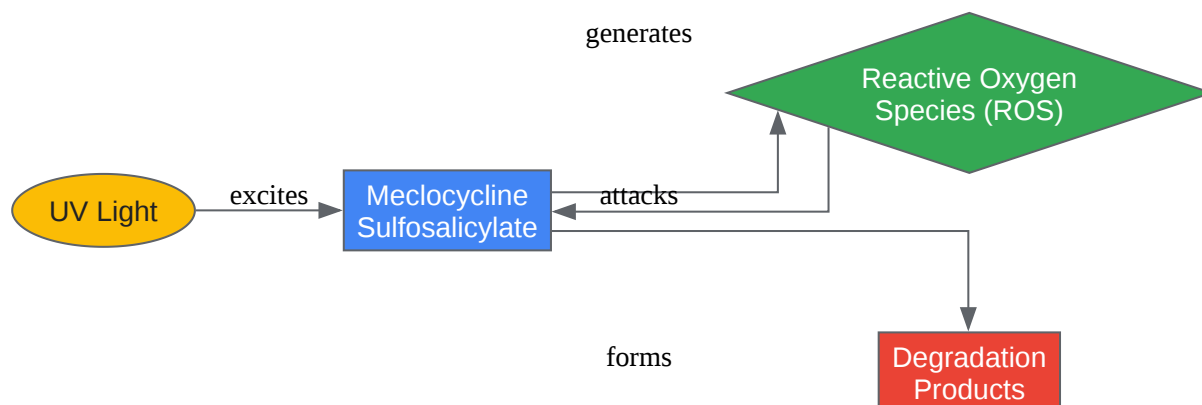 generates
Reactive Oxygen
Species (ROS)
UV Light
excites
Meclocycline
Sulfosalicylate
attacks
forms
Degradation
Products